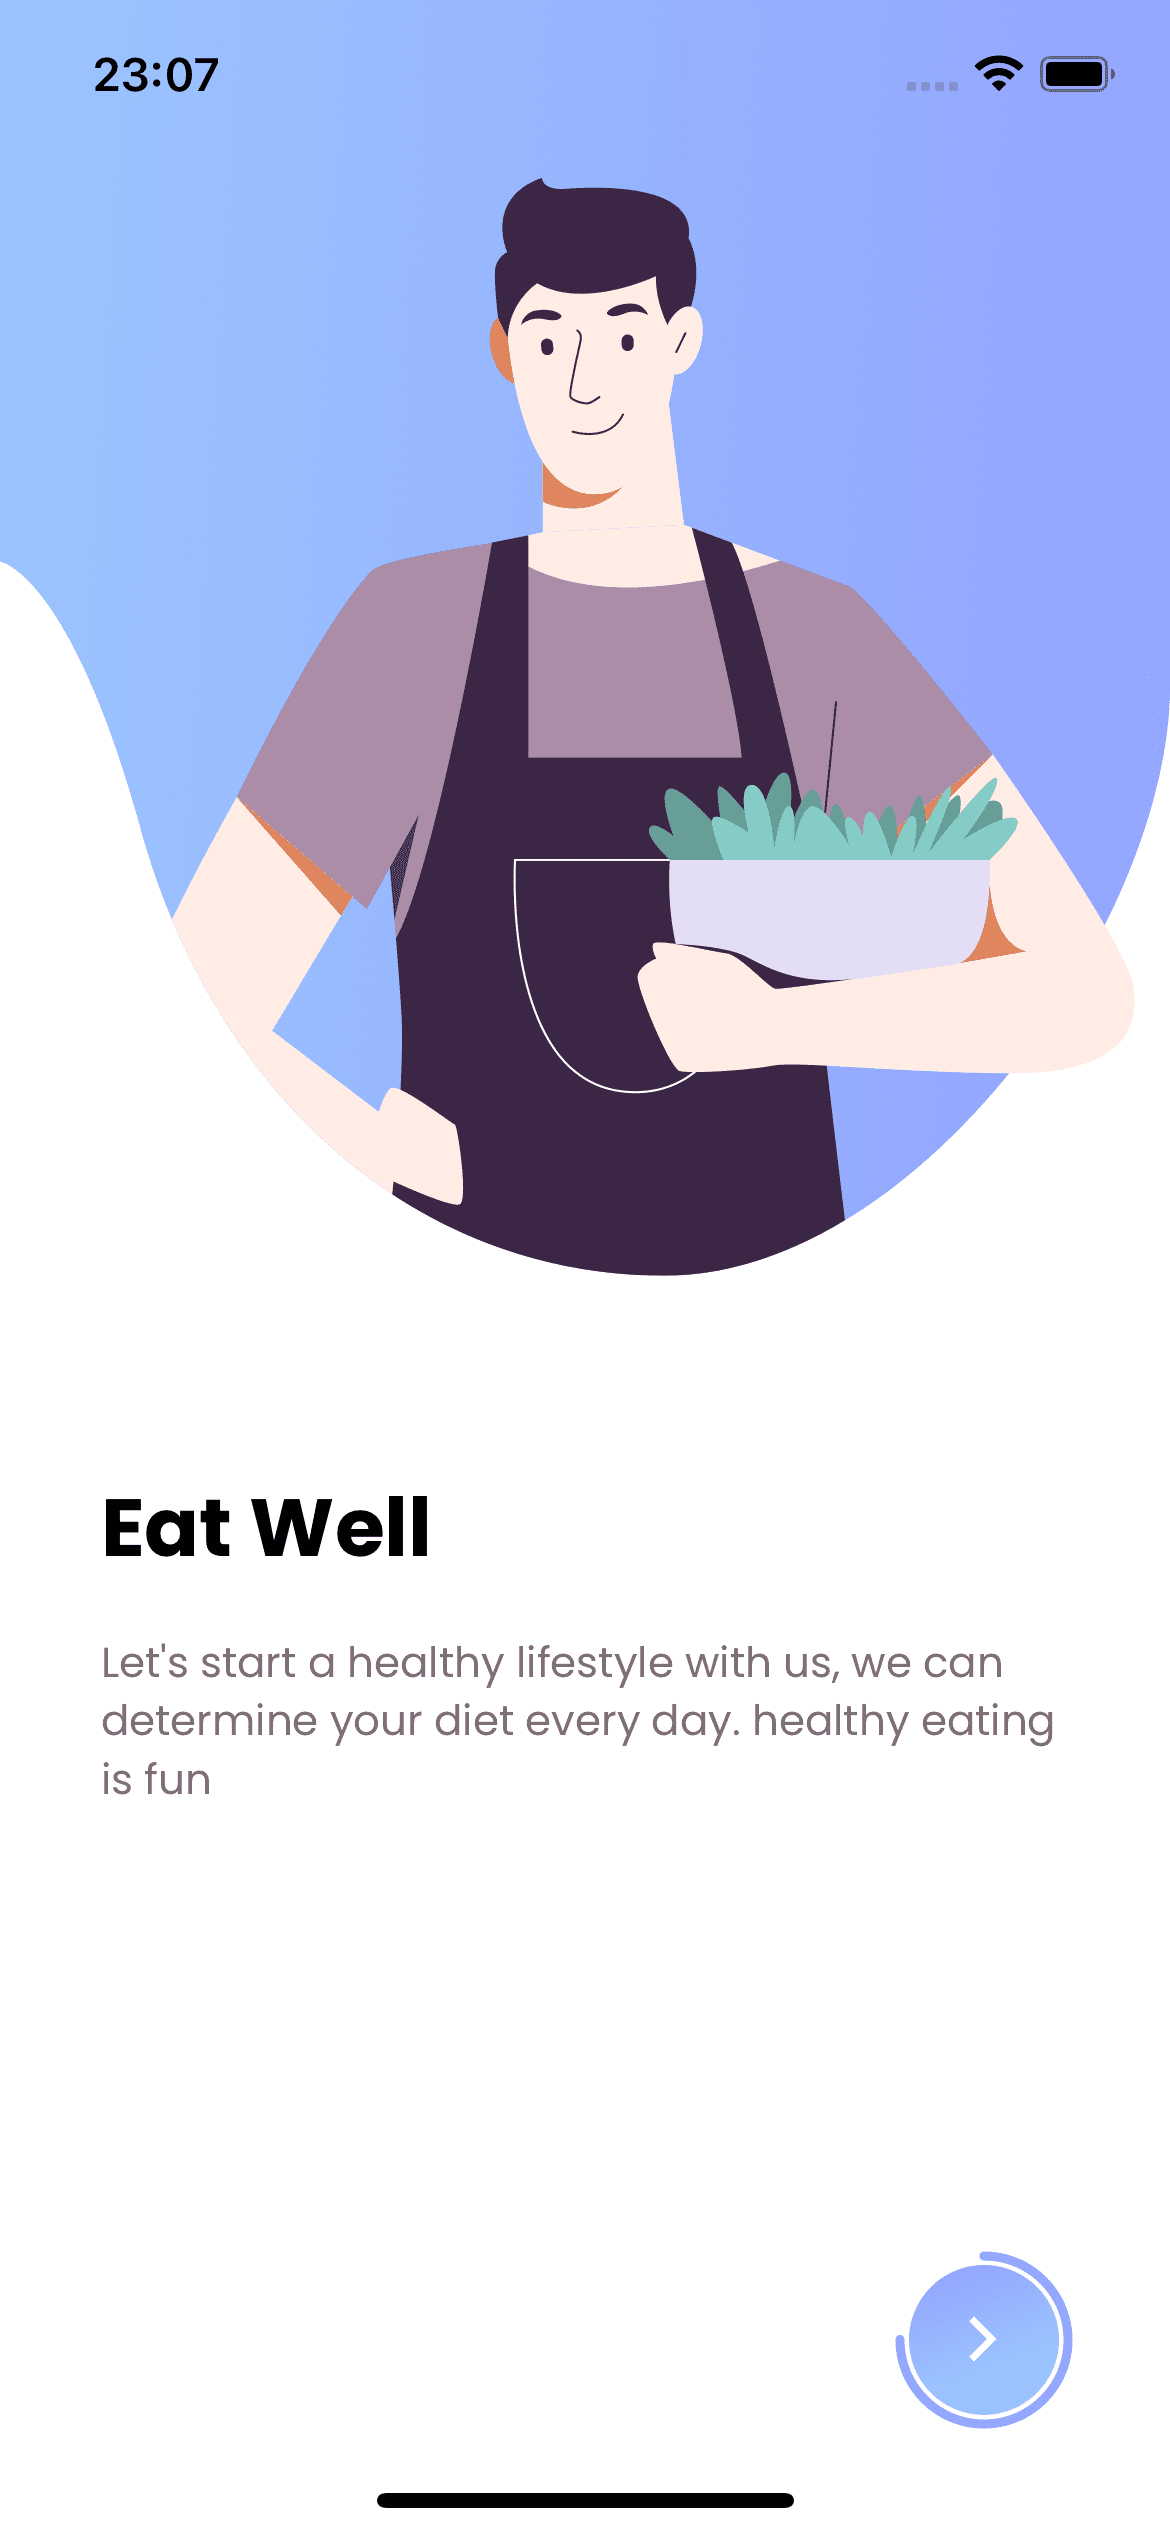 23:07
Eat Well
Let's start a healthy lifestyle with us, we can
determine your diet every day. healthy eating
is fun